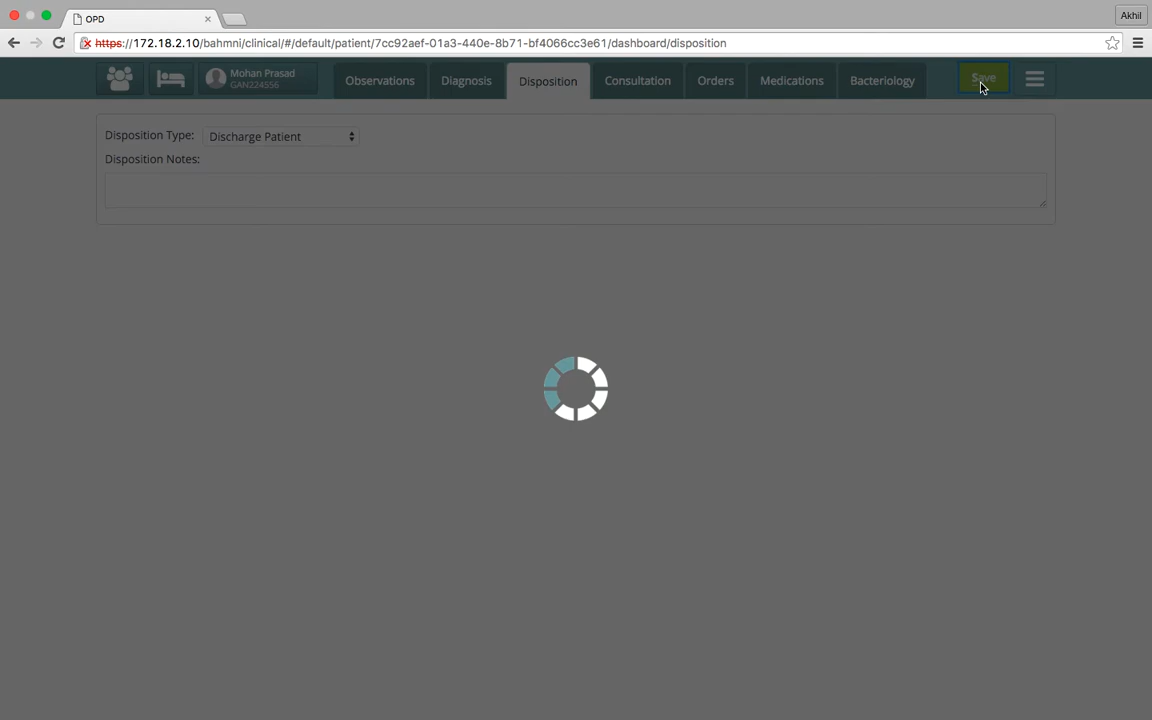 OPD
Akhil
https://172.18.2.10/bahmni/clinical/#/default/patient/7cc92aef-01a3-440e-8b71-bf4066cc3e61/dashboard/disposition
Mohan Prasad
GAN224556
Observations
Diagnosis
Disposition
Consultation
Orders
Medications
Bacteriology
Save
Disposition Type: Discharge Patient
Disposition Notes: